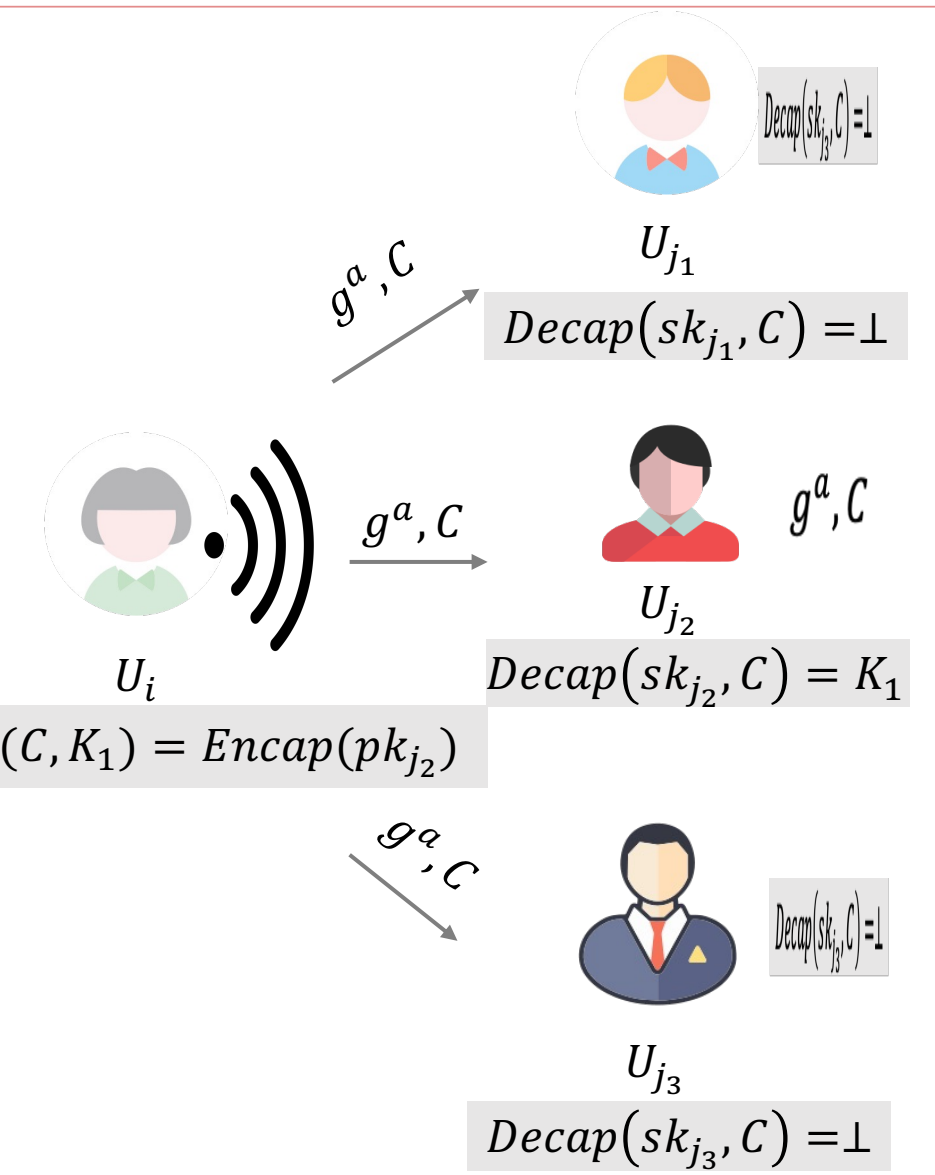 Decap(sk_{j_3}, C) =⊥
U_{j_1}
g^a, C
Decap(sk_{j_1}, C) =⊥
g^a, C
g^a, C
U_{j_2}
U_i
Decap(sk_{j_2}, C) = K_1
(C, K_1) = Encap(pk_{j_2})
g^a, C
Decap(sk_{j_3}, C) =⊥
U_{j_3}
Decap(sk_{j_3}, C) =⊥